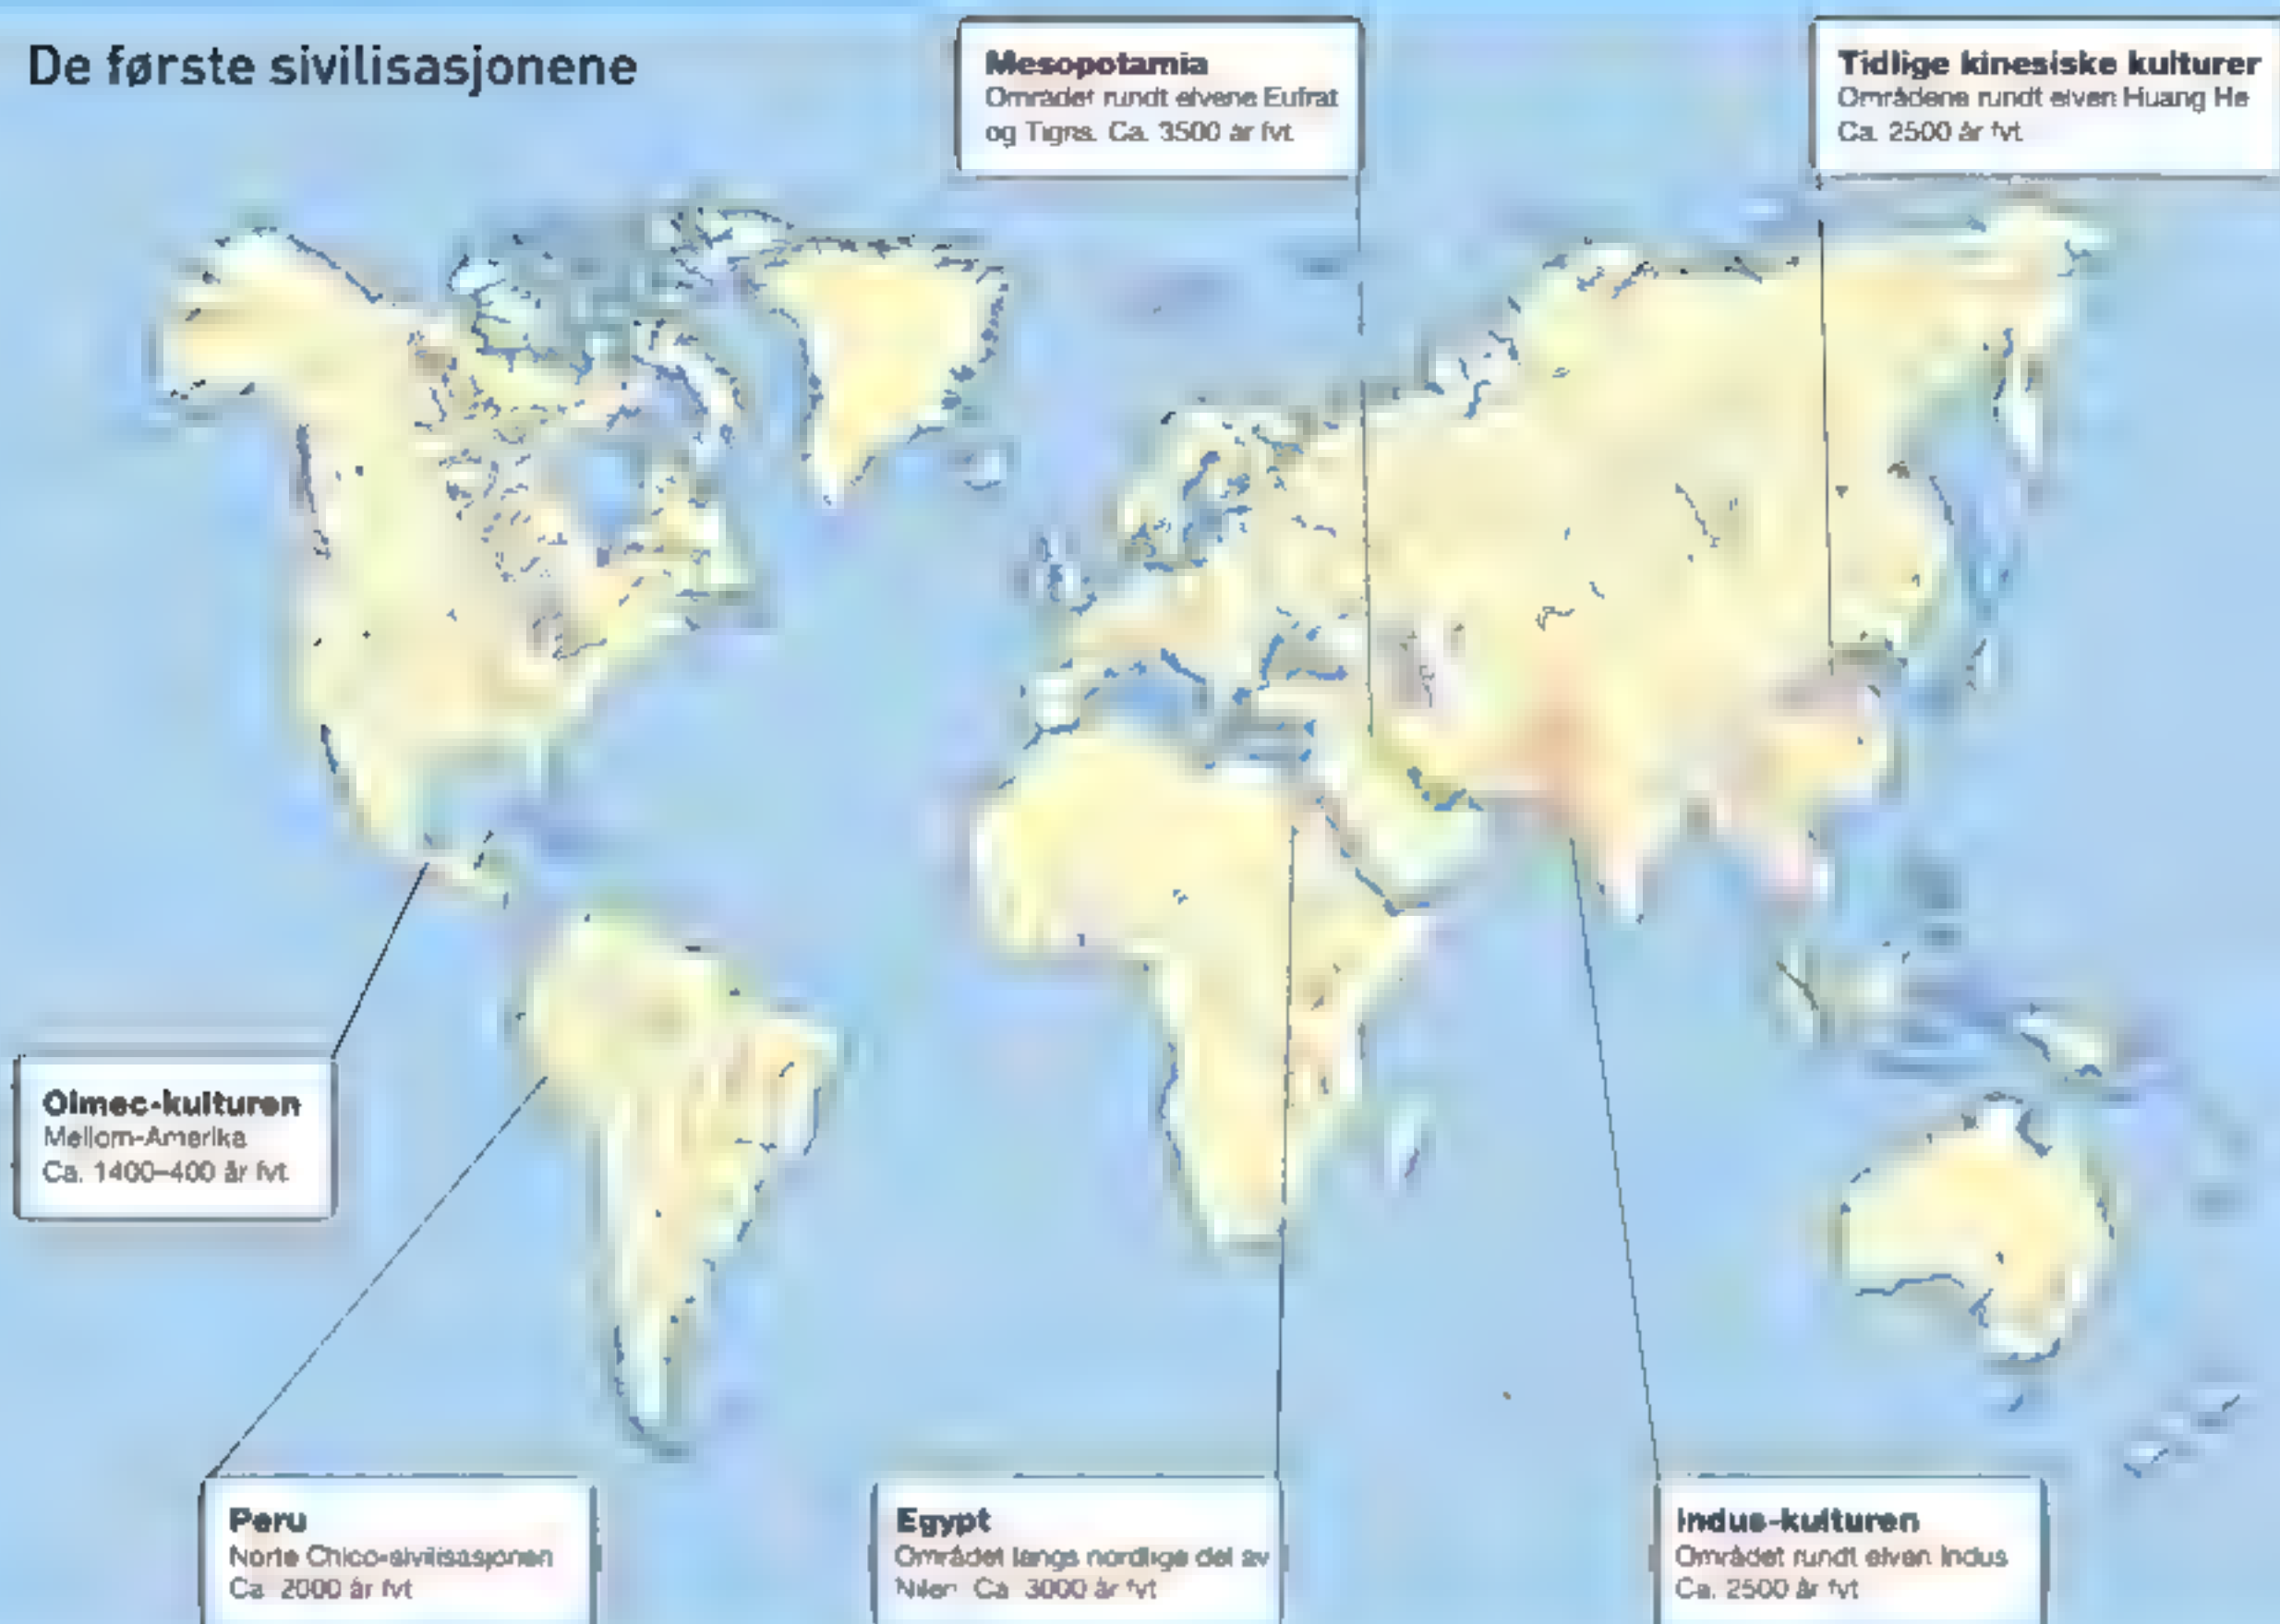 De første sivilisasjonene
Mesopotamia
Området rundt elvene Eufrat
og Tigris. Ca. 3500 år fvt.
Tidlige kinesiske kulturer
Områdene rundt elven Huang He
Ca. 2500 år fvt.
Olmec-kulturen
Mellom-Amerika
Ca. 1400–400 år fvt.
Peru
Norte Chico-sivilisasjonen
Ca. 2000 år fvt.
Egypt
Området langs nordlige del av
Nilen. Ca. 3000 år fvt.
Indus-kulturen
Området rundt elven Indus
Ca. 2500 år fvt.